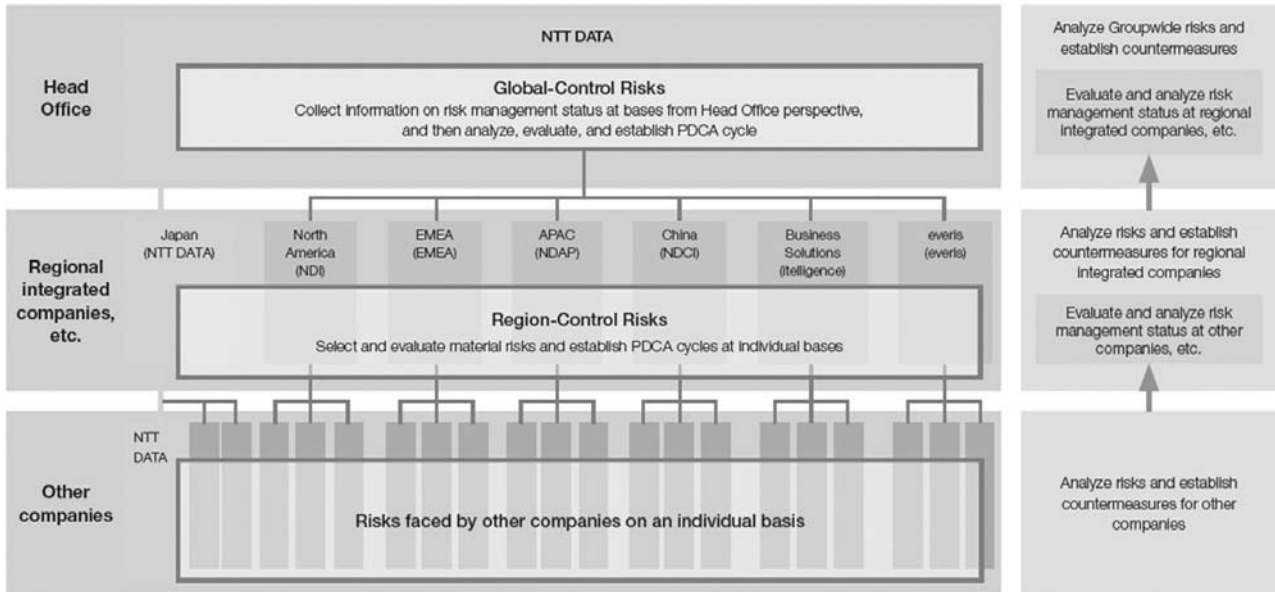 NTT DATA
Head
Office
Global-Control Risks
Collect information on risk management status at bases from Head Office perspective,
and then analyze, evaluate, and establish PDCA cycle
Analyze Groupwide risks and
establish countermeasures
Evaluate and analyze risk
management status at regional
integrated companies, etc.
Regional
integrated
companies,
etc.
Japan
(NTT DATA)
North
America
(NDI)
EMEA
(EMEA)
APAC
(NDAP)
China
(NDCI)
Business
Solutions
(itelligence)
everis
(everis)
Region-Control Risks
Select and evaluate material risks and establish PDCA cycles at individual bases
Analyze risks and establish
countermeasures for regional
integrated companies
Evaluate and analyze risk
management status at other
companies, etc.
Other
companies
NTT
DATA
Risks faced by other companies on an individual basis
Analyze risks and establish
countermeasures for other
companies